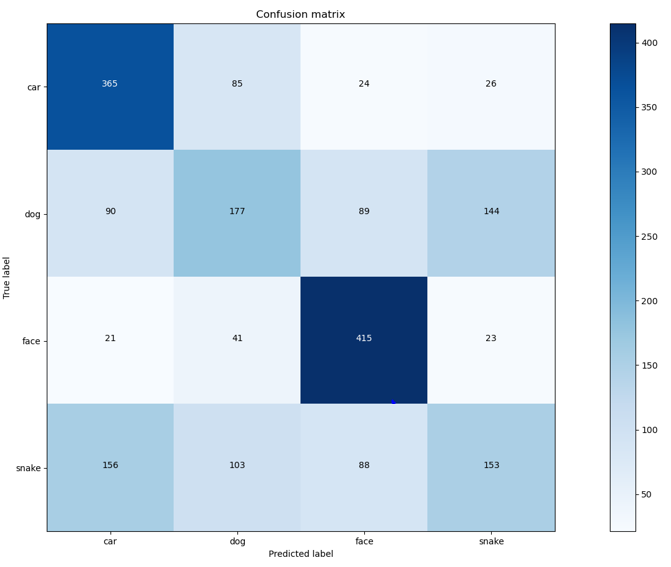 Confusion matrix
car 365 85 24 26
dog 90 177 89 144
face 21 41 415 23
snake 156 103 88 153
car dog face snake
Predicted label
True label
400
350
300
250
200
150
100
50